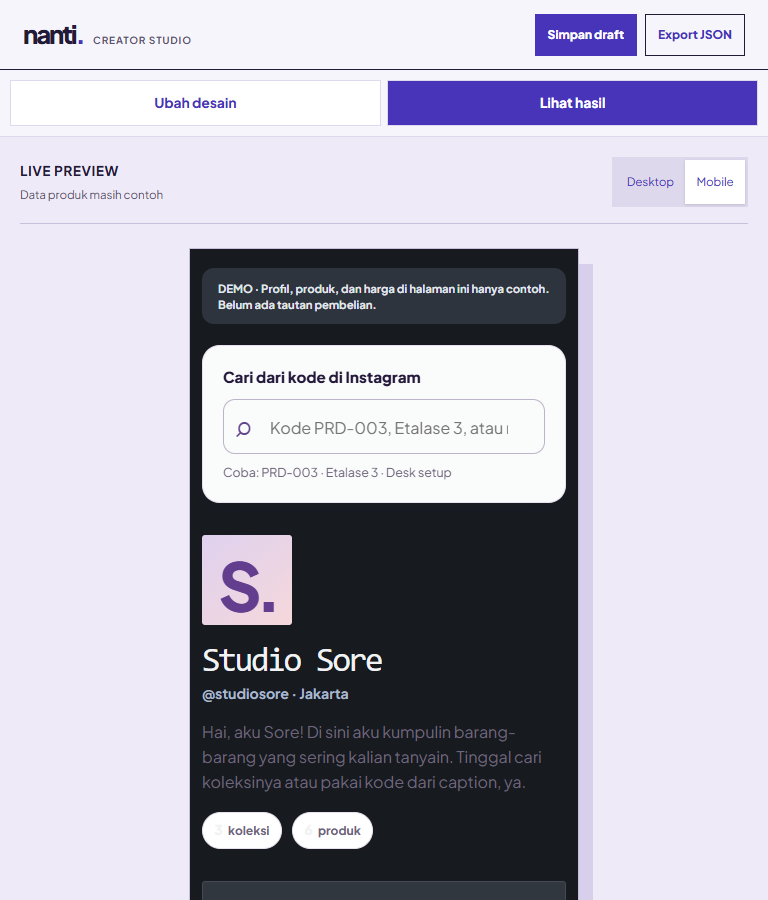 nanti. CREATOR STUDIO
Simpan draft
Export JSON
Ubah desain
Lihat hasil
LIVE PREVIEW
Data produk masih contoh
Desktop
Mobile
DEMO · Profil, produk, dan harga di halaman ini hanya contoh.
Belum ada tautan pembelian.
Cari dari kode di Instagram
Kode PRD-003, Etalase 3, atau
Coba: PRD-003 · Etalase 3 · Desk setup
S.
Studio Sore
@studiosore · Jakarta
Hai, aku Sore! Di sini aku kumpulin barang-
barang yang sering kalian tanyain. Tinggal cari
koleksinya atau pakai kode dari caption, ya.
3 koleksi
6 produk